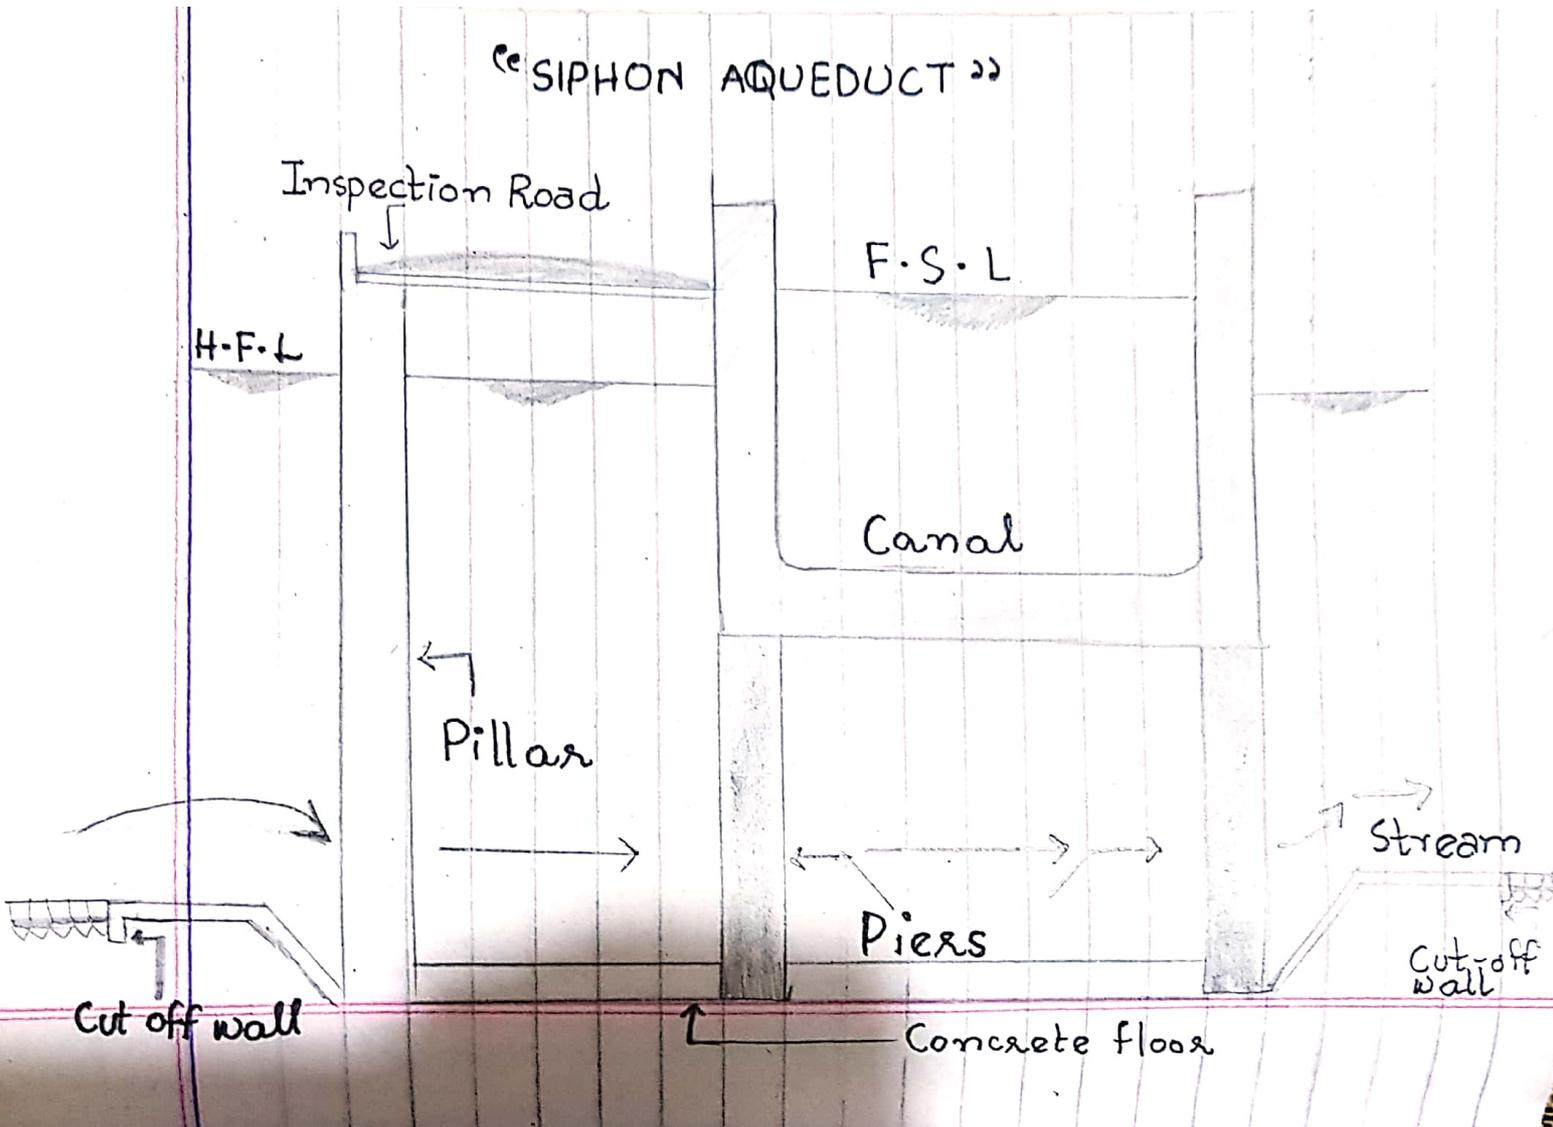 “SIPHON AQUEDUCT”
Inspection Road
F.S.L
H.F.L
Canal
Pillar
Stream
Piers
Cut-off
wall
Cut off wall
Concrete floor